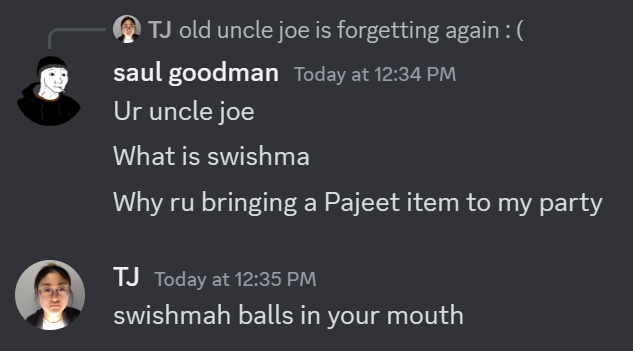 TJ old uncle joe is forgetting again : (
saul goodman Today at 12:34 PM
Ur uncle joe
What is swishma
Why ru bringing a Pajeet item to my party
TJ Today at 12:35 PM
swishmah balls in your mouth